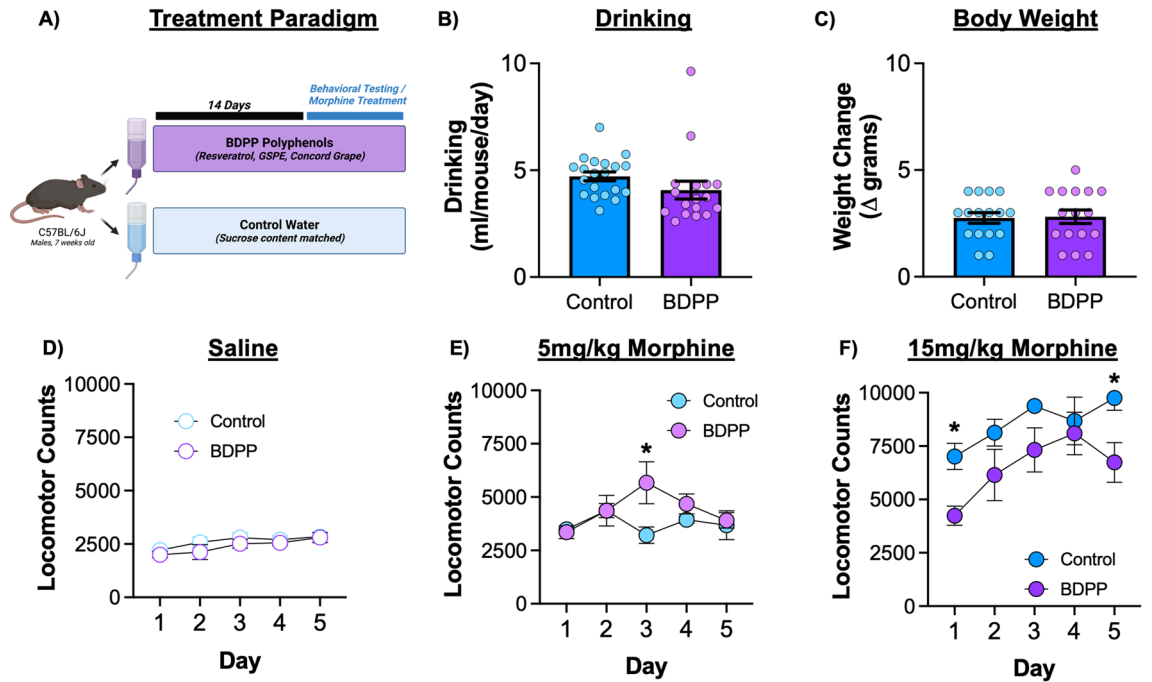 A)
Treatment Paradigm
Behavioral Testing /
Morphine Treatment
14 Days
BDPP Polyphenols
(Resveratrol, GSPE, Concord Grape)
C57BL/6J
Males, 7 weeks old
Control Water
(Sucrose content matched)
B)
Drinking
Drinking
(ml/mouse/day)
10
5
0
Control
BDPP
C)
Body Weight
Weight Change
(Δ grams)
10
5
0
Control
BDPP
D)
Saline
Locomotor Counts
10000
7500
5000
2500
0
Control
BDPP
1 2 3 4 5
Day
E)
5mg/kg Morphine
Locomotor Counts
10000
7500
5000
2500
0
Control
BDPP
*
1 2 3 4 5
Day
F)
15mg/kg Morphine
Locomotor Counts
10000
7500
5000
2500
0
*
*
Control
BDPP
1 2 3 4 5
Day